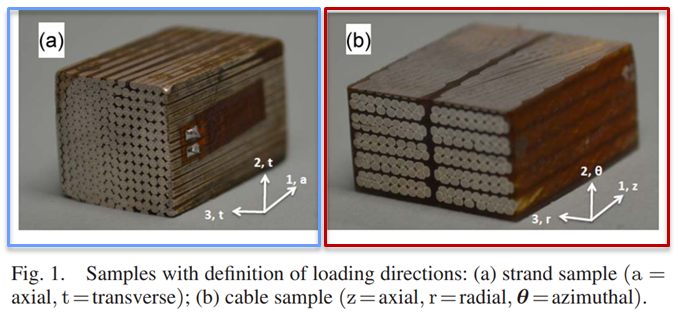 (a)
2, t
1, a
3, t
(b)
2, θ
1, z
3, r
Fig. 1. Samples with definition of loading directions: (a) strand sample (a =
axial, t=transverse); (b) cable sample (z=axial, r=radial, θ=azimuthal).